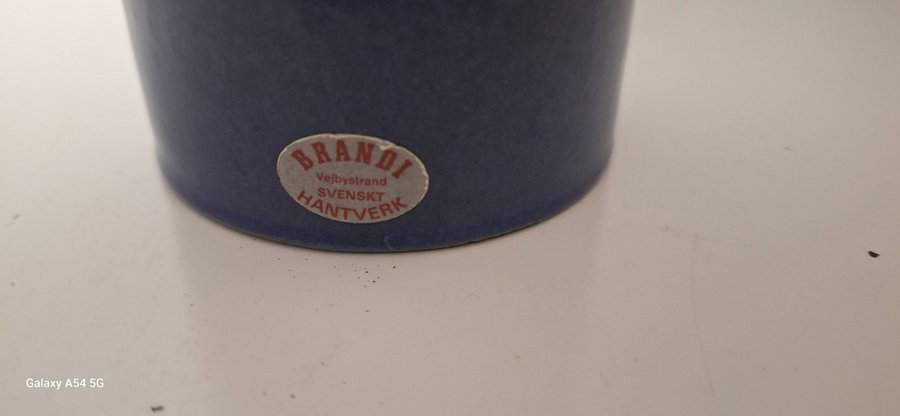 BRANDI
Vejbystrand
SVENSKT
HANTVERK
Galaxy A54 5G